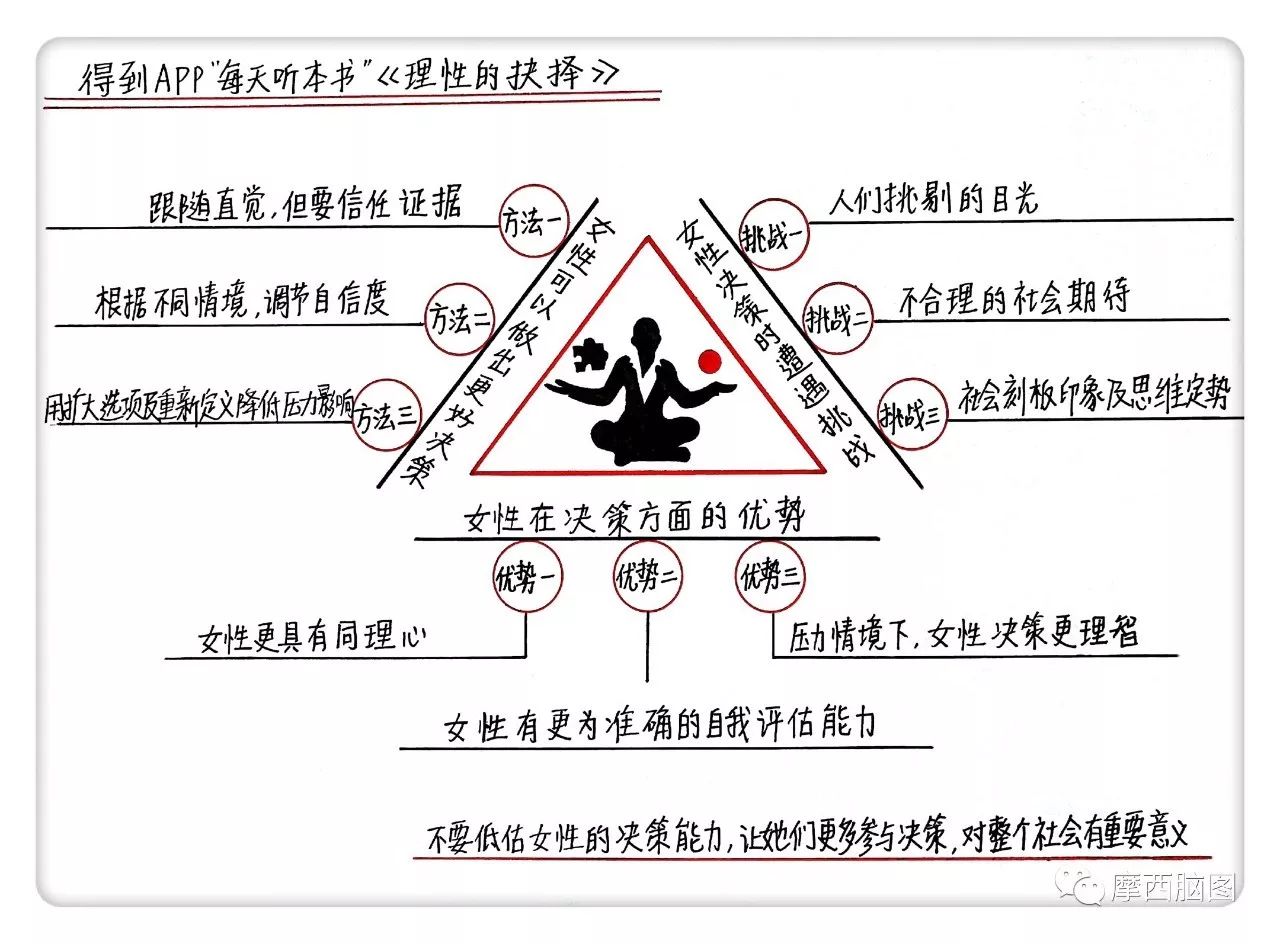 得到APP"每天听本书"《理性的抉择》
女性可以做出更好决策
方法一
跟随直觉,但要信任证据
方法二
根据不同情境,调节自信度
方法三
用扩大选项及重新定义降低压力影响
女性决策时遭遇挑战
挑战一
人们挑剔的目光
挑战二
不合理的社会期待
挑战三
社会刻板印象及思维定势
女性在决策方面的优势
优势一
女性更具有同理心
优势二
女性有更为准确的自我评估能力
优势三
压力情境下,女性决策更理智
不要低估女性的决策能力,让她们更多参与决策,对整个社会有重要意义
摩西脑图